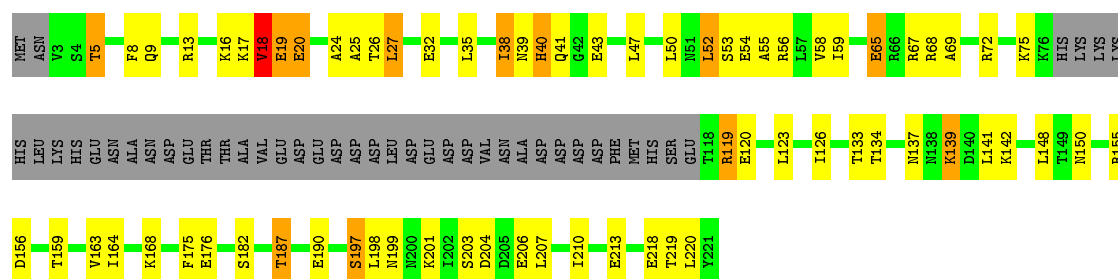 MET ASN V3 S4 T5 F8 Q9 R13 K16 K17 V18 E19 E20 A24 A25 T26 L27 E32 L35 I38 N39 H40 Q41 G42 E43 L47 L50 N51 L52 S53 E54 A55 R56 L57 V58 I59 E65 R66 R67 R68 A69 R72 K75 K76 HIS LYS LYS LYS
HIS LEU LYS HIS GLU ASN ALA ASN ASP GLU THR THR ALA VAL GLU ASP GLU ASP ASP ASP LEU ASP GLU ASP ASP VAL ASN ALA ASP ASP ASP ASP PHE MET HIS SER GLU T118 R119 E120 L123 I126 T133 T134 N137 N138 K139 D140 L141 K142 L148 T149 N150 R155
D156 T159 V163 I164 K168 F175 E176 S182 T187 E190 S197 L198 N199 N200 K201 I202 S203 D204 D205 E206 L207 I210 E213 E218 T219 L220 Y221